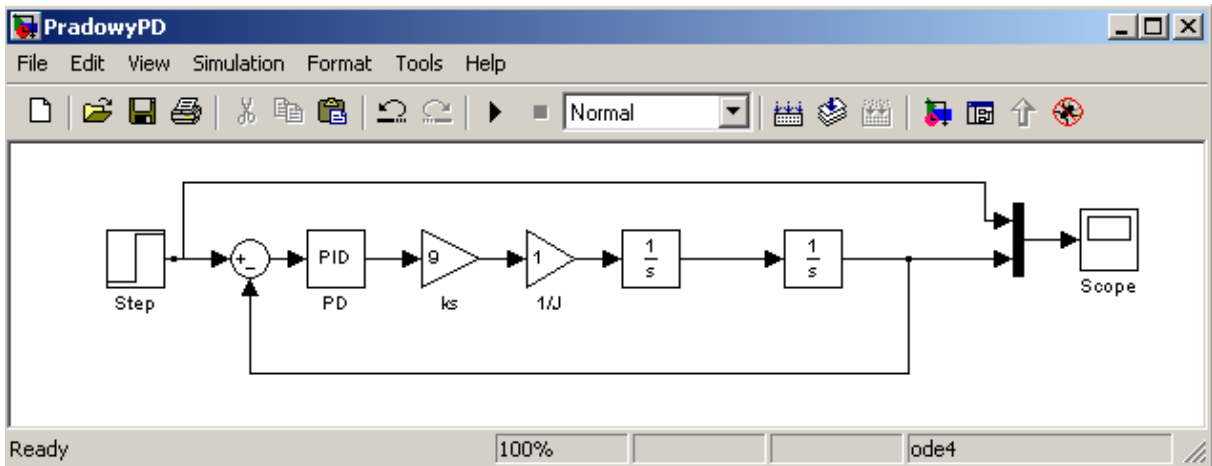 PradowyPD
File Edit View Simulation Format Tools Help
Normal
+
−
PID
9
1
1
s
1
s
Step
PD
ks
1/J
Scope
Ready
100%
ode4